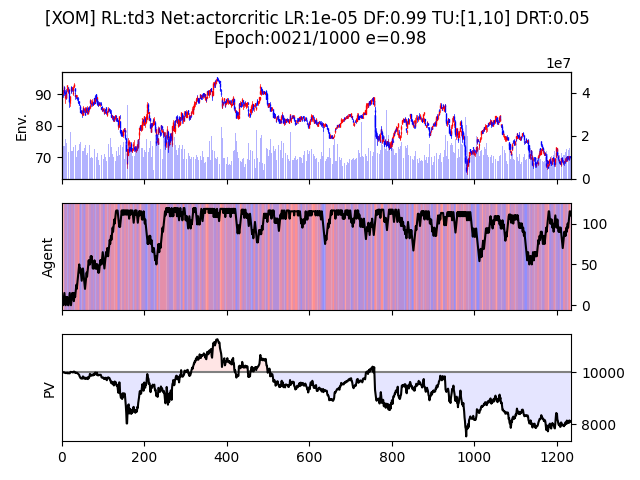 [XOM] RL:td3 Net:actorcritic LR:1e-05 DF:0.99 TU:[1,10] DRT:0.05
Epoch:0021/1000 e=0.98
1e7
Env.
90
80
70
4
2
0
Agent
100
50
0
PV
10000
8000
0 200 400 600 800 1000 1200